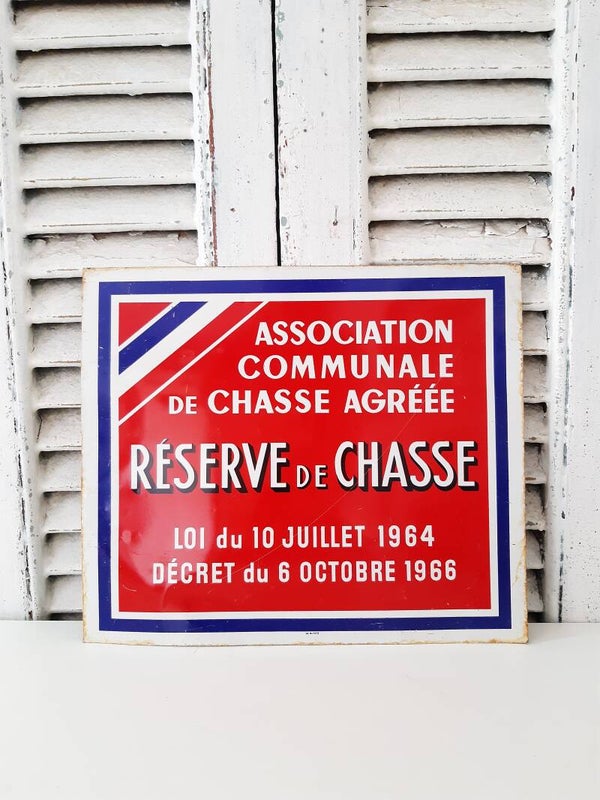 ASSOCIATION
COMMUNALE
DE CHASSE AGRÉÉE
RÉSERVE DE CHASSE
LOI du 10 JUILLET 1964
DÉCRET du 6 OCTOBRE 1966